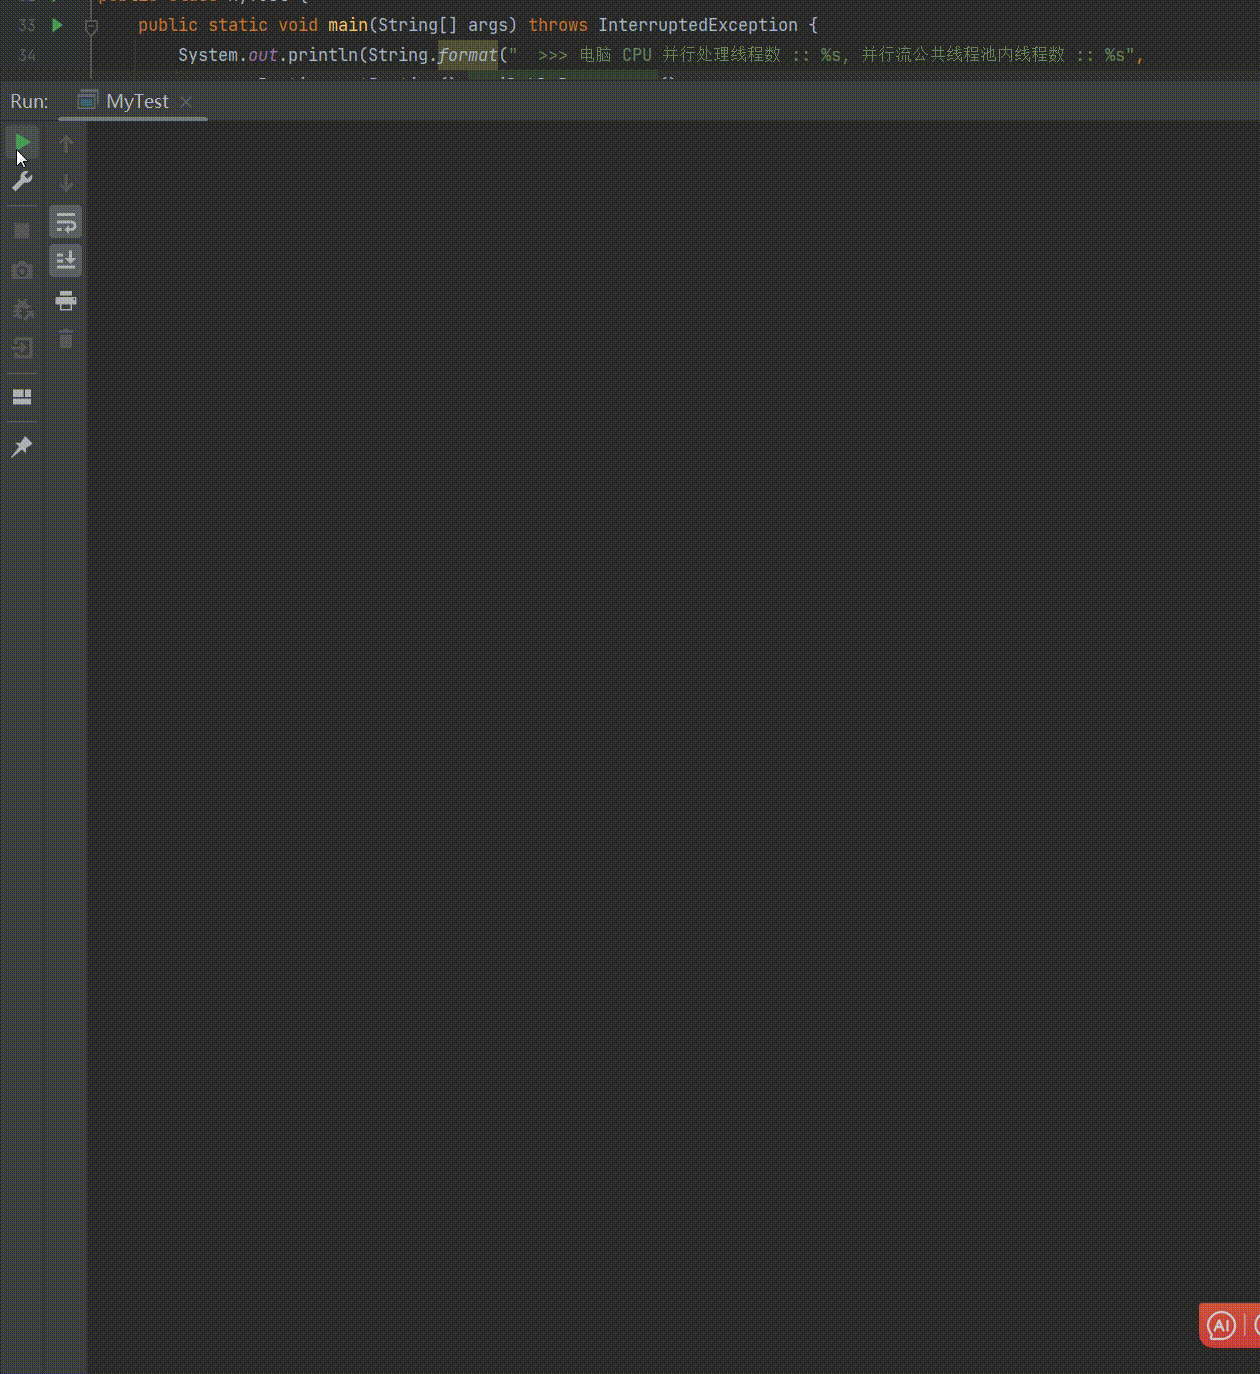 33 public static void main(String[] args) throws InterruptedException {
34 System.out.println(String.format("  >>> 电脑 CPU 并行处理线程数 :: %s, 并行流公共线程池内线程数 :: %s",
Run: MyTest
AI